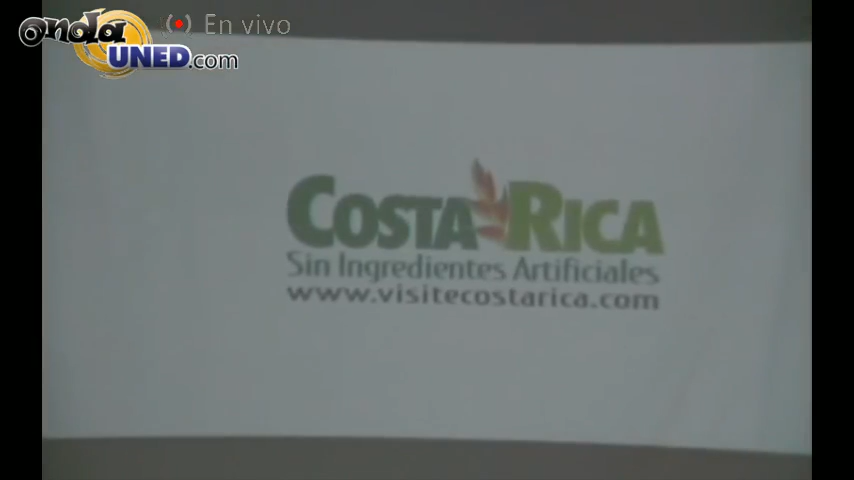 onda UNED.com
En vivo
COSTA RICA
Sin Ingredientes Artificiales
www.visitecostarica.com